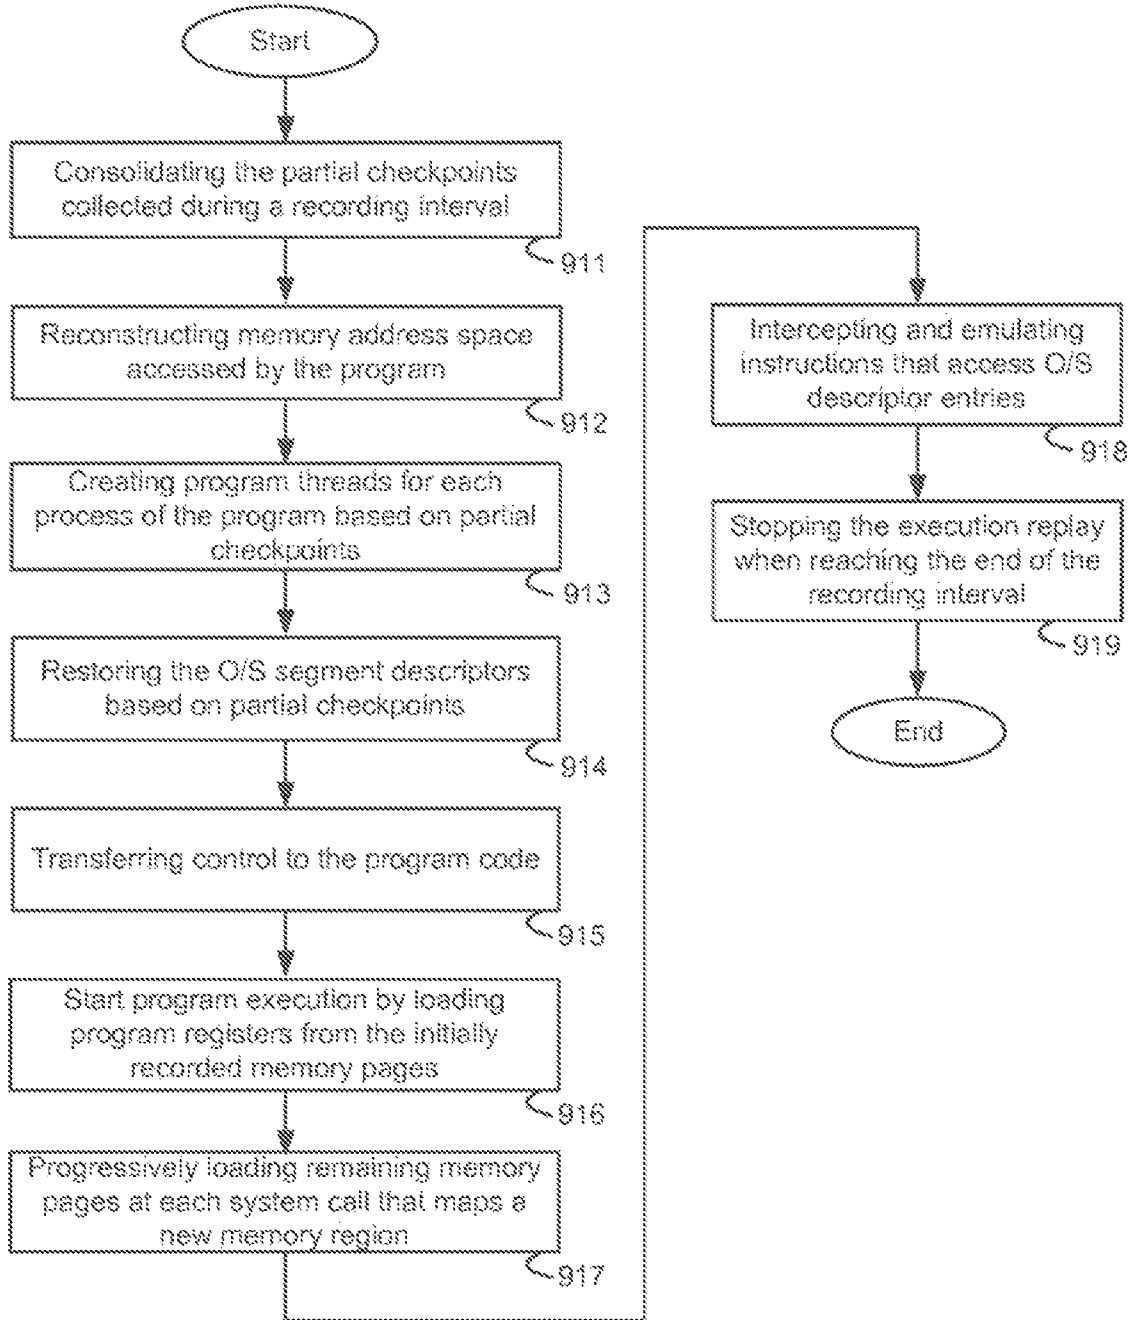 Start
Consolidating the partial checkpoints
collected during a recording interval
911
Reconstructing memory address space
accessed by the program
912
Creating program threads for each
process of the program based on partial
checkpoints
913
Restoring the O/S segment descriptors
based on partial checkpoints
914
Transferring control to the program code
915
Start program execution by loading
program registers from the initially
recorded memory pages
916
Progressively loading remaining memory
pages at each system call that maps a
new memory region
917
Intercepting and emulating
instructions that access O/S
descriptor entries
918
Stopping the execution replay
when reaching the end of the
recording interval
919
End